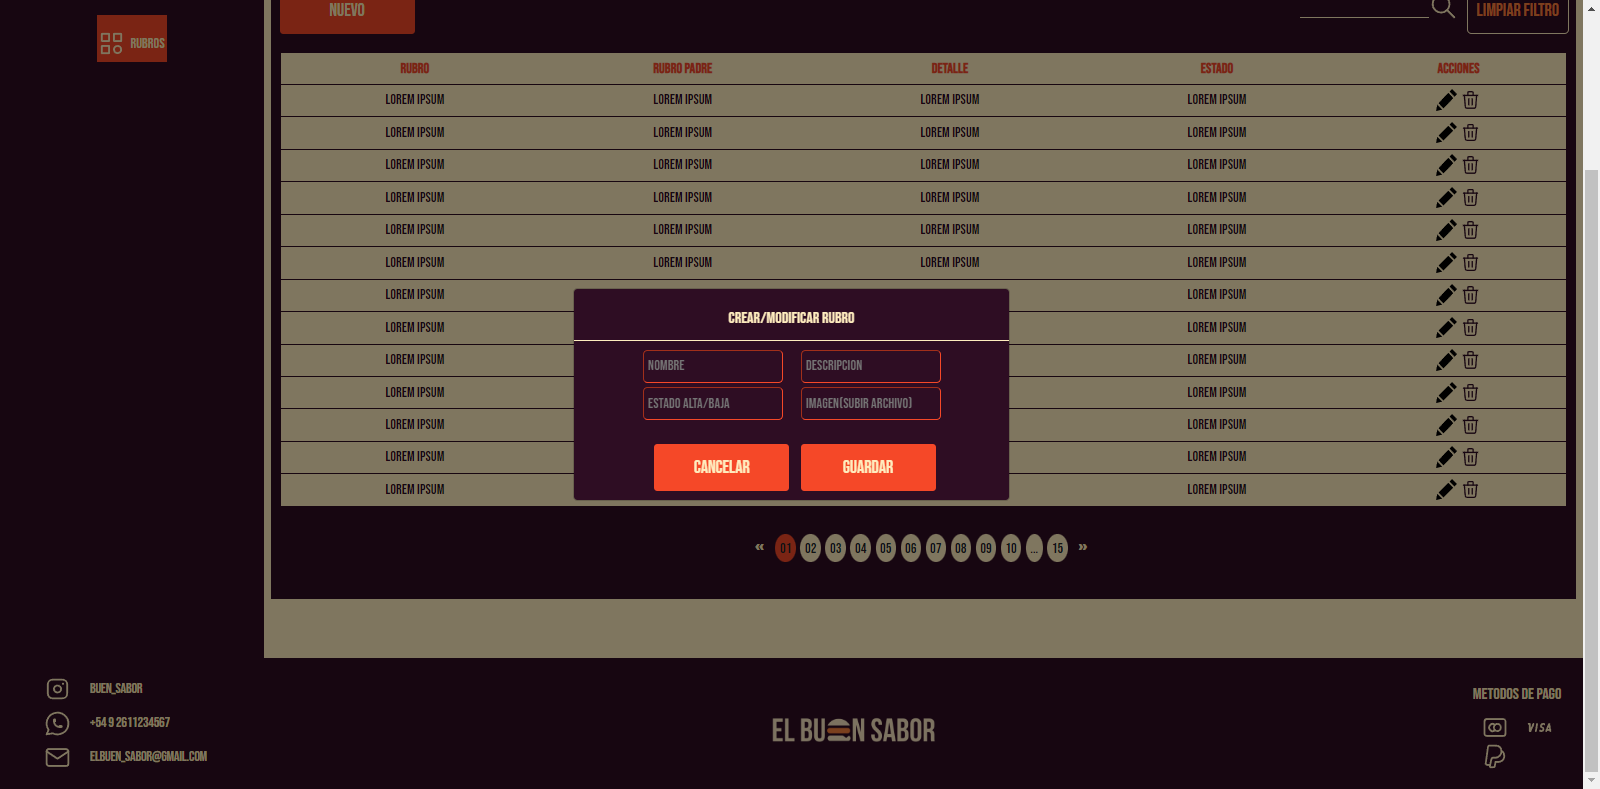 NUEVO
LIMPIAR FILTRO
RUBROS
RUBRO RUBRO PADRE DETALLE ESTADO ACCIONES
LOREM IPSUM LOREM IPSUM LOREM IPSUM LOREM IPSUM
LOREM IPSUM LOREM IPSUM LOREM IPSUM LOREM IPSUM
LOREM IPSUM LOREM IPSUM LOREM IPSUM LOREM IPSUM
LOREM IPSUM LOREM IPSUM LOREM IPSUM LOREM IPSUM
LOREM IPSUM LOREM IPSUM LOREM IPSUM LOREM IPSUM
LOREM IPSUM LOREM IPSUM LOREM IPSUM LOREM IPSUM
LOREM IPSUM LOREM IPSUM
LOREM IPSUM LOREM IPSUM
LOREM IPSUM LOREM IPSUM
LOREM IPSUM LOREM IPSUM
LOREM IPSUM LOREM IPSUM
LOREM IPSUM LOREM IPSUM
LOREM IPSUM LOREM IPSUM
CREAR/MODIFICAR RUBRO
NOMBRE DESCRIPCION
ESTADO ALTA/BAJA IMAGEN(SUBIR ARCHIVO)
CANCELAR GUARDAR
« 01 02 03 04 05 06 07 08 09 10 ... 15 »
BUEN_SABOR
+54 9 2611234567
ELBUEN_SABOR@GMAIL.COM
EL BUEN SABOR
METODOS DE PAGO
VISA